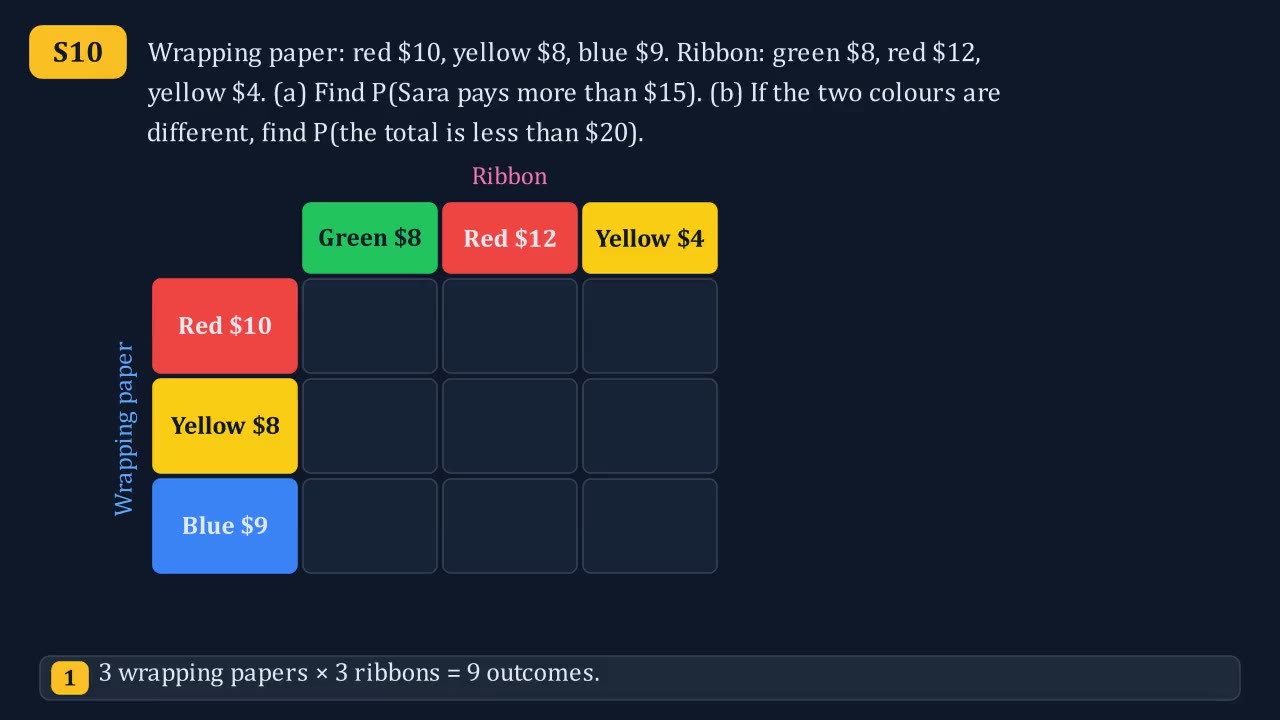 S10
Wrapping paper: red $10, yellow $8, blue $9. Ribbon: green $8, red $12,
yellow $4. (a) Find P(Sara pays more than $15). (b) If the two colours are
different, find P(the total is less than $20).
Ribbon
Green $8
Red $12
Yellow $4
Wrapping paper
Red $10
Yellow $8
Blue $9
1
3 wrapping papers × 3 ribbons = 9 outcomes.